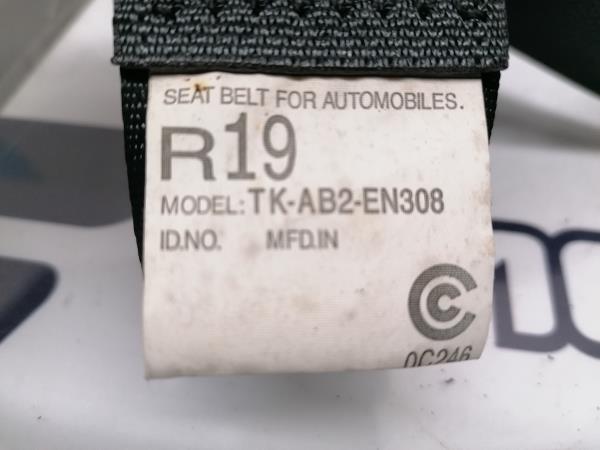 SEAT BELT FOR AUTOMOBILES.
R19
MODEL: TK-AB2-EN308
ID.NO. MFD.IN
0C246